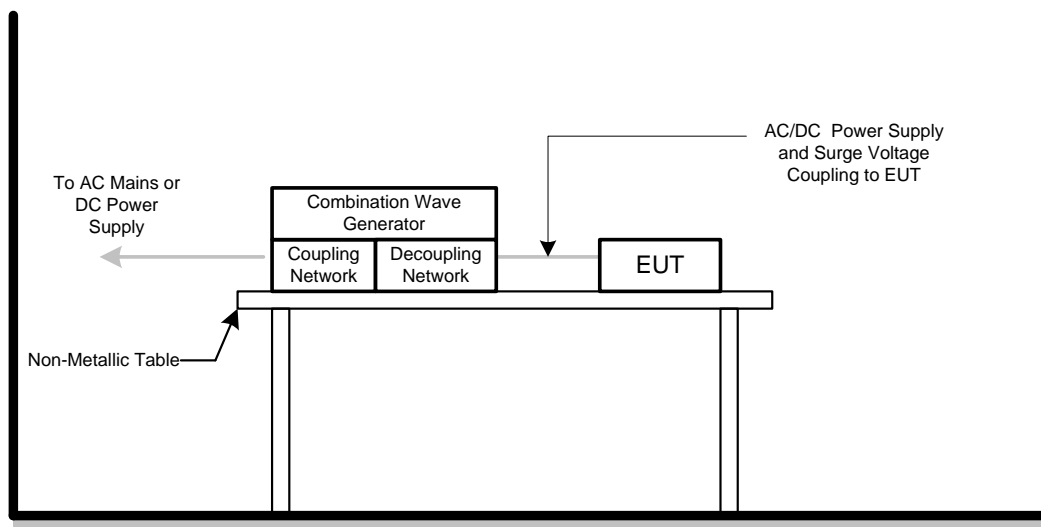 AC/DC Power Supply
and Surge Voltage
Coupling to EUT
To AC Mains or
DC Power
Supply
Combination Wave
Generator
Coupling
Network
Decoupling
Network
EUT
Non-Metallic Table